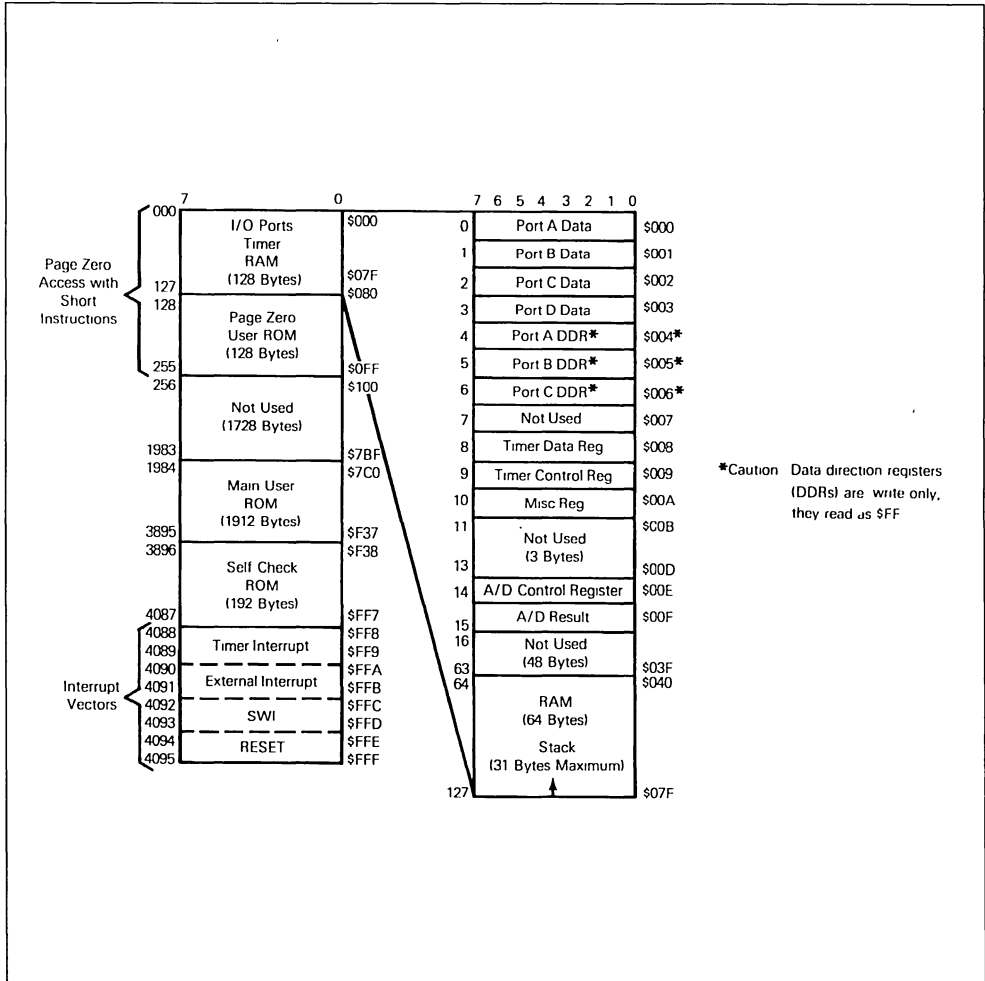 7 0
000
I/O Ports
Timer
RAM
(128 Bytes)
$000
127
$07F
128
$080
Page Zero
Access with
Short
Instructions
Page Zero
User ROM
(128 Bytes)
255
$0FF
256
$100
Not Used
(1728 Bytes)
1983
$7BF
1984
$7C0
Main User
ROM
(1912 Bytes)
3895
$F37
3896
$F38
Self Check
ROM
(192 Bytes)
4087
$FF7
4088
$FF8
Timer Interrupt
4089
$FF9
4090
$FFA
External Interrupt
4091
$FFB
Interrupt
Vectors
4092
$FFC
SWI
4093
$FFD
4094
$FFE
RESET
4095
$FFF
7 6 5 4 3 2 1 0
0 Port A Data $000
1 Port B Data $001
2 Port C Data $002
3 Port D Data $003
4 Port A DDR* $004*
5 Port B DDR* $005*
6 Port C DDR* $006*
7 Not Used $007
8 Timer Data Reg $008
9 Timer Control Reg $009
10 Misc Reg $00A
11 $00B
Not Used
(3 Bytes)
13 $00D
14 A/D Control Register $00E
15 A/D Result $00F
16
Not Used
(48 Bytes)
63 $03F
64 $040
RAM
(64 Bytes)
Stack
(31 Bytes Maximum)
127 $07F
*Caution Data direction registers
(DDRs) are write only,
they read as $FF